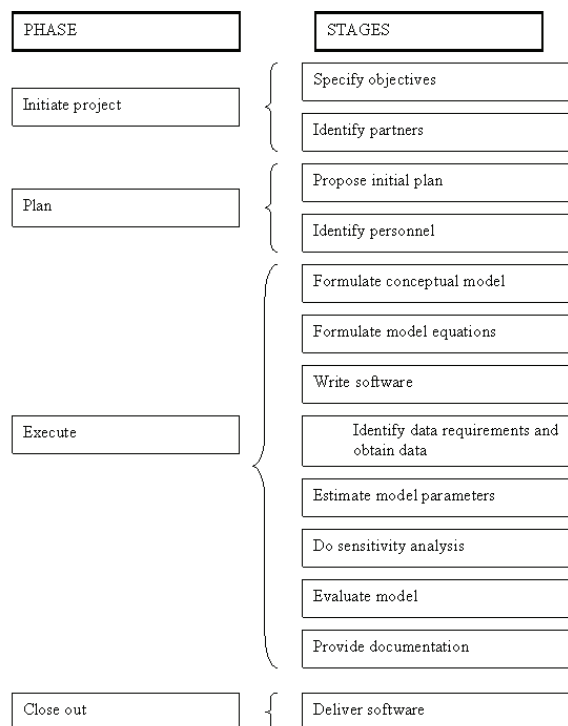 PHASE
STAGES
Initiate project
Specify objectives
Identify partners
Plan
Propose initial plan
Identify personnel
Execute
Formulate conceptual model
Formulate model equations
Write software
Identify data requirements and
obtain data
Estimate model parameters
Do sensitivity analysis
Evaluate model
Provide documentation
Close out
Deliver software